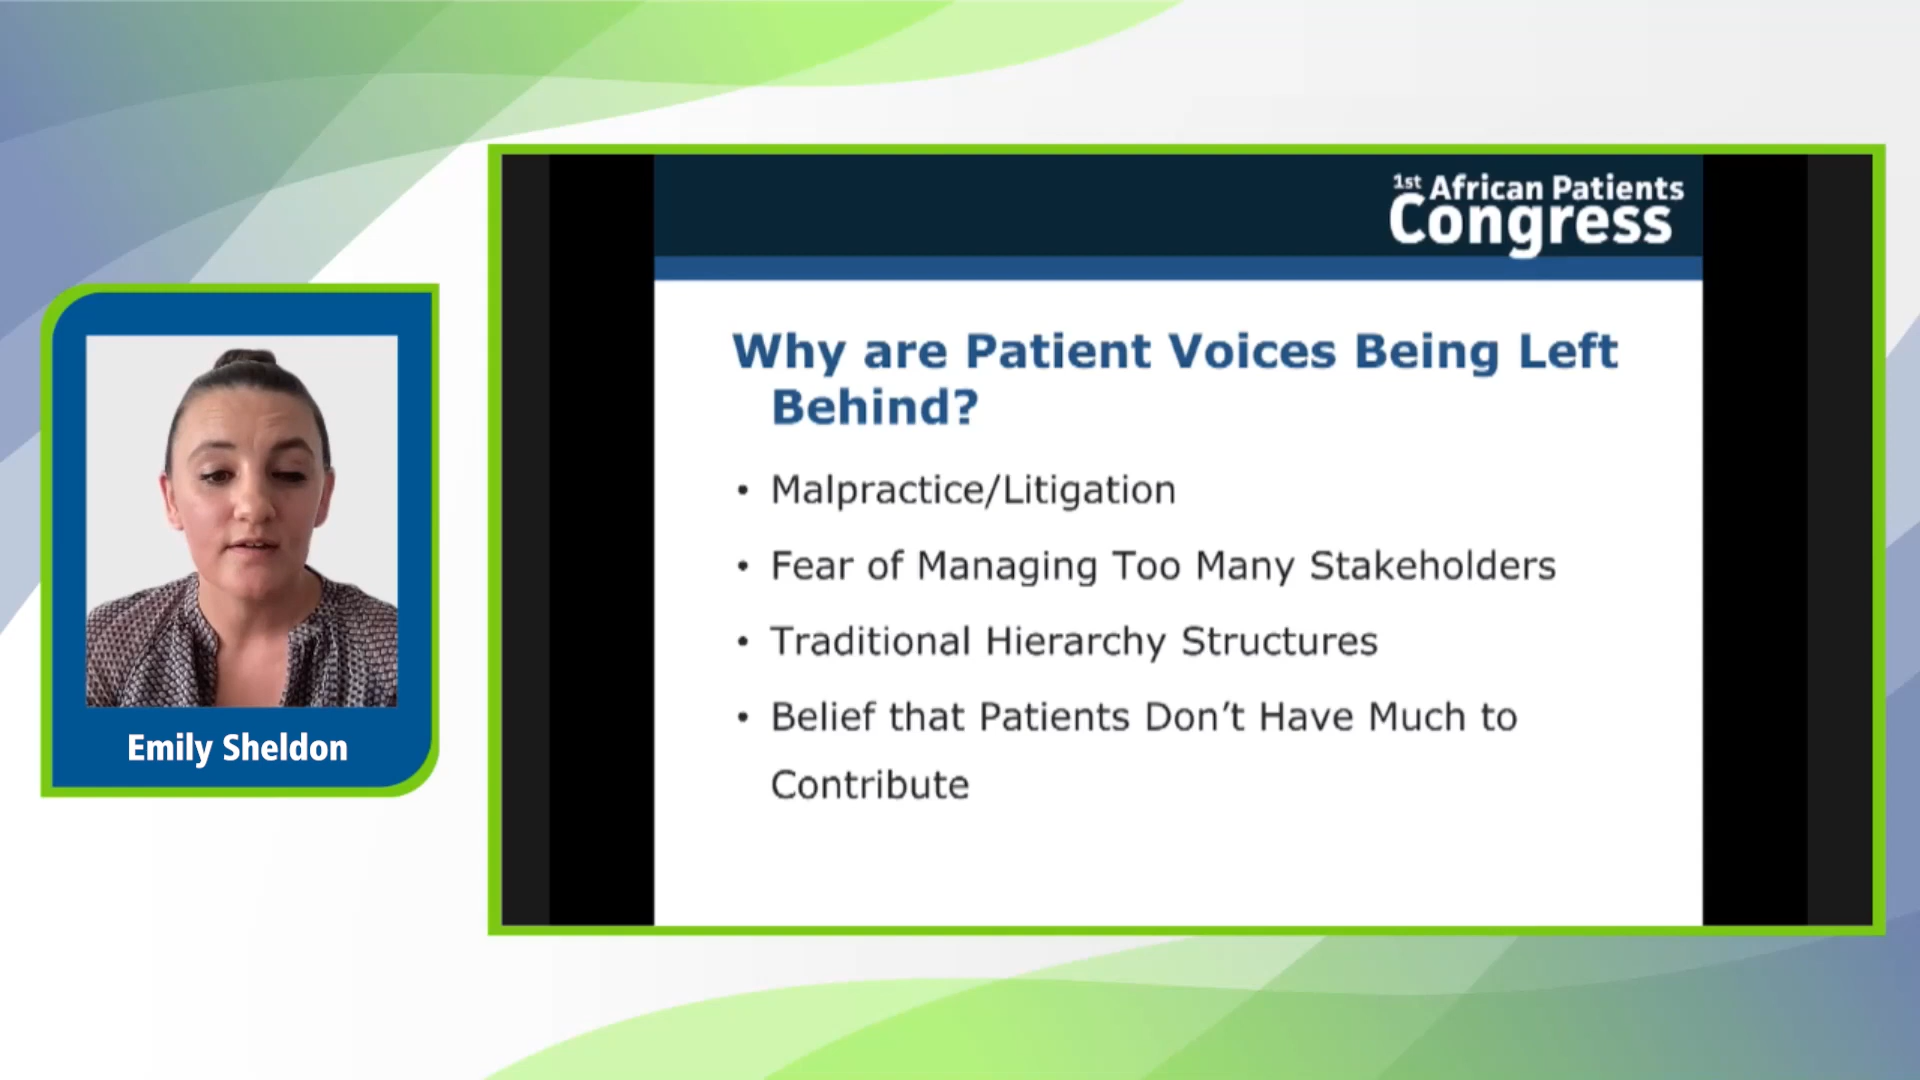 1st African Patients
Congress
Why are Patient Voices Being Left
Behind?
• Malpractice/Litigation
• Fear of Managing Too Many Stakeholders
• Traditional Hierarchy Structures
• Belief that Patients Don’t Have Much to
Contribute
Emily Sheldon